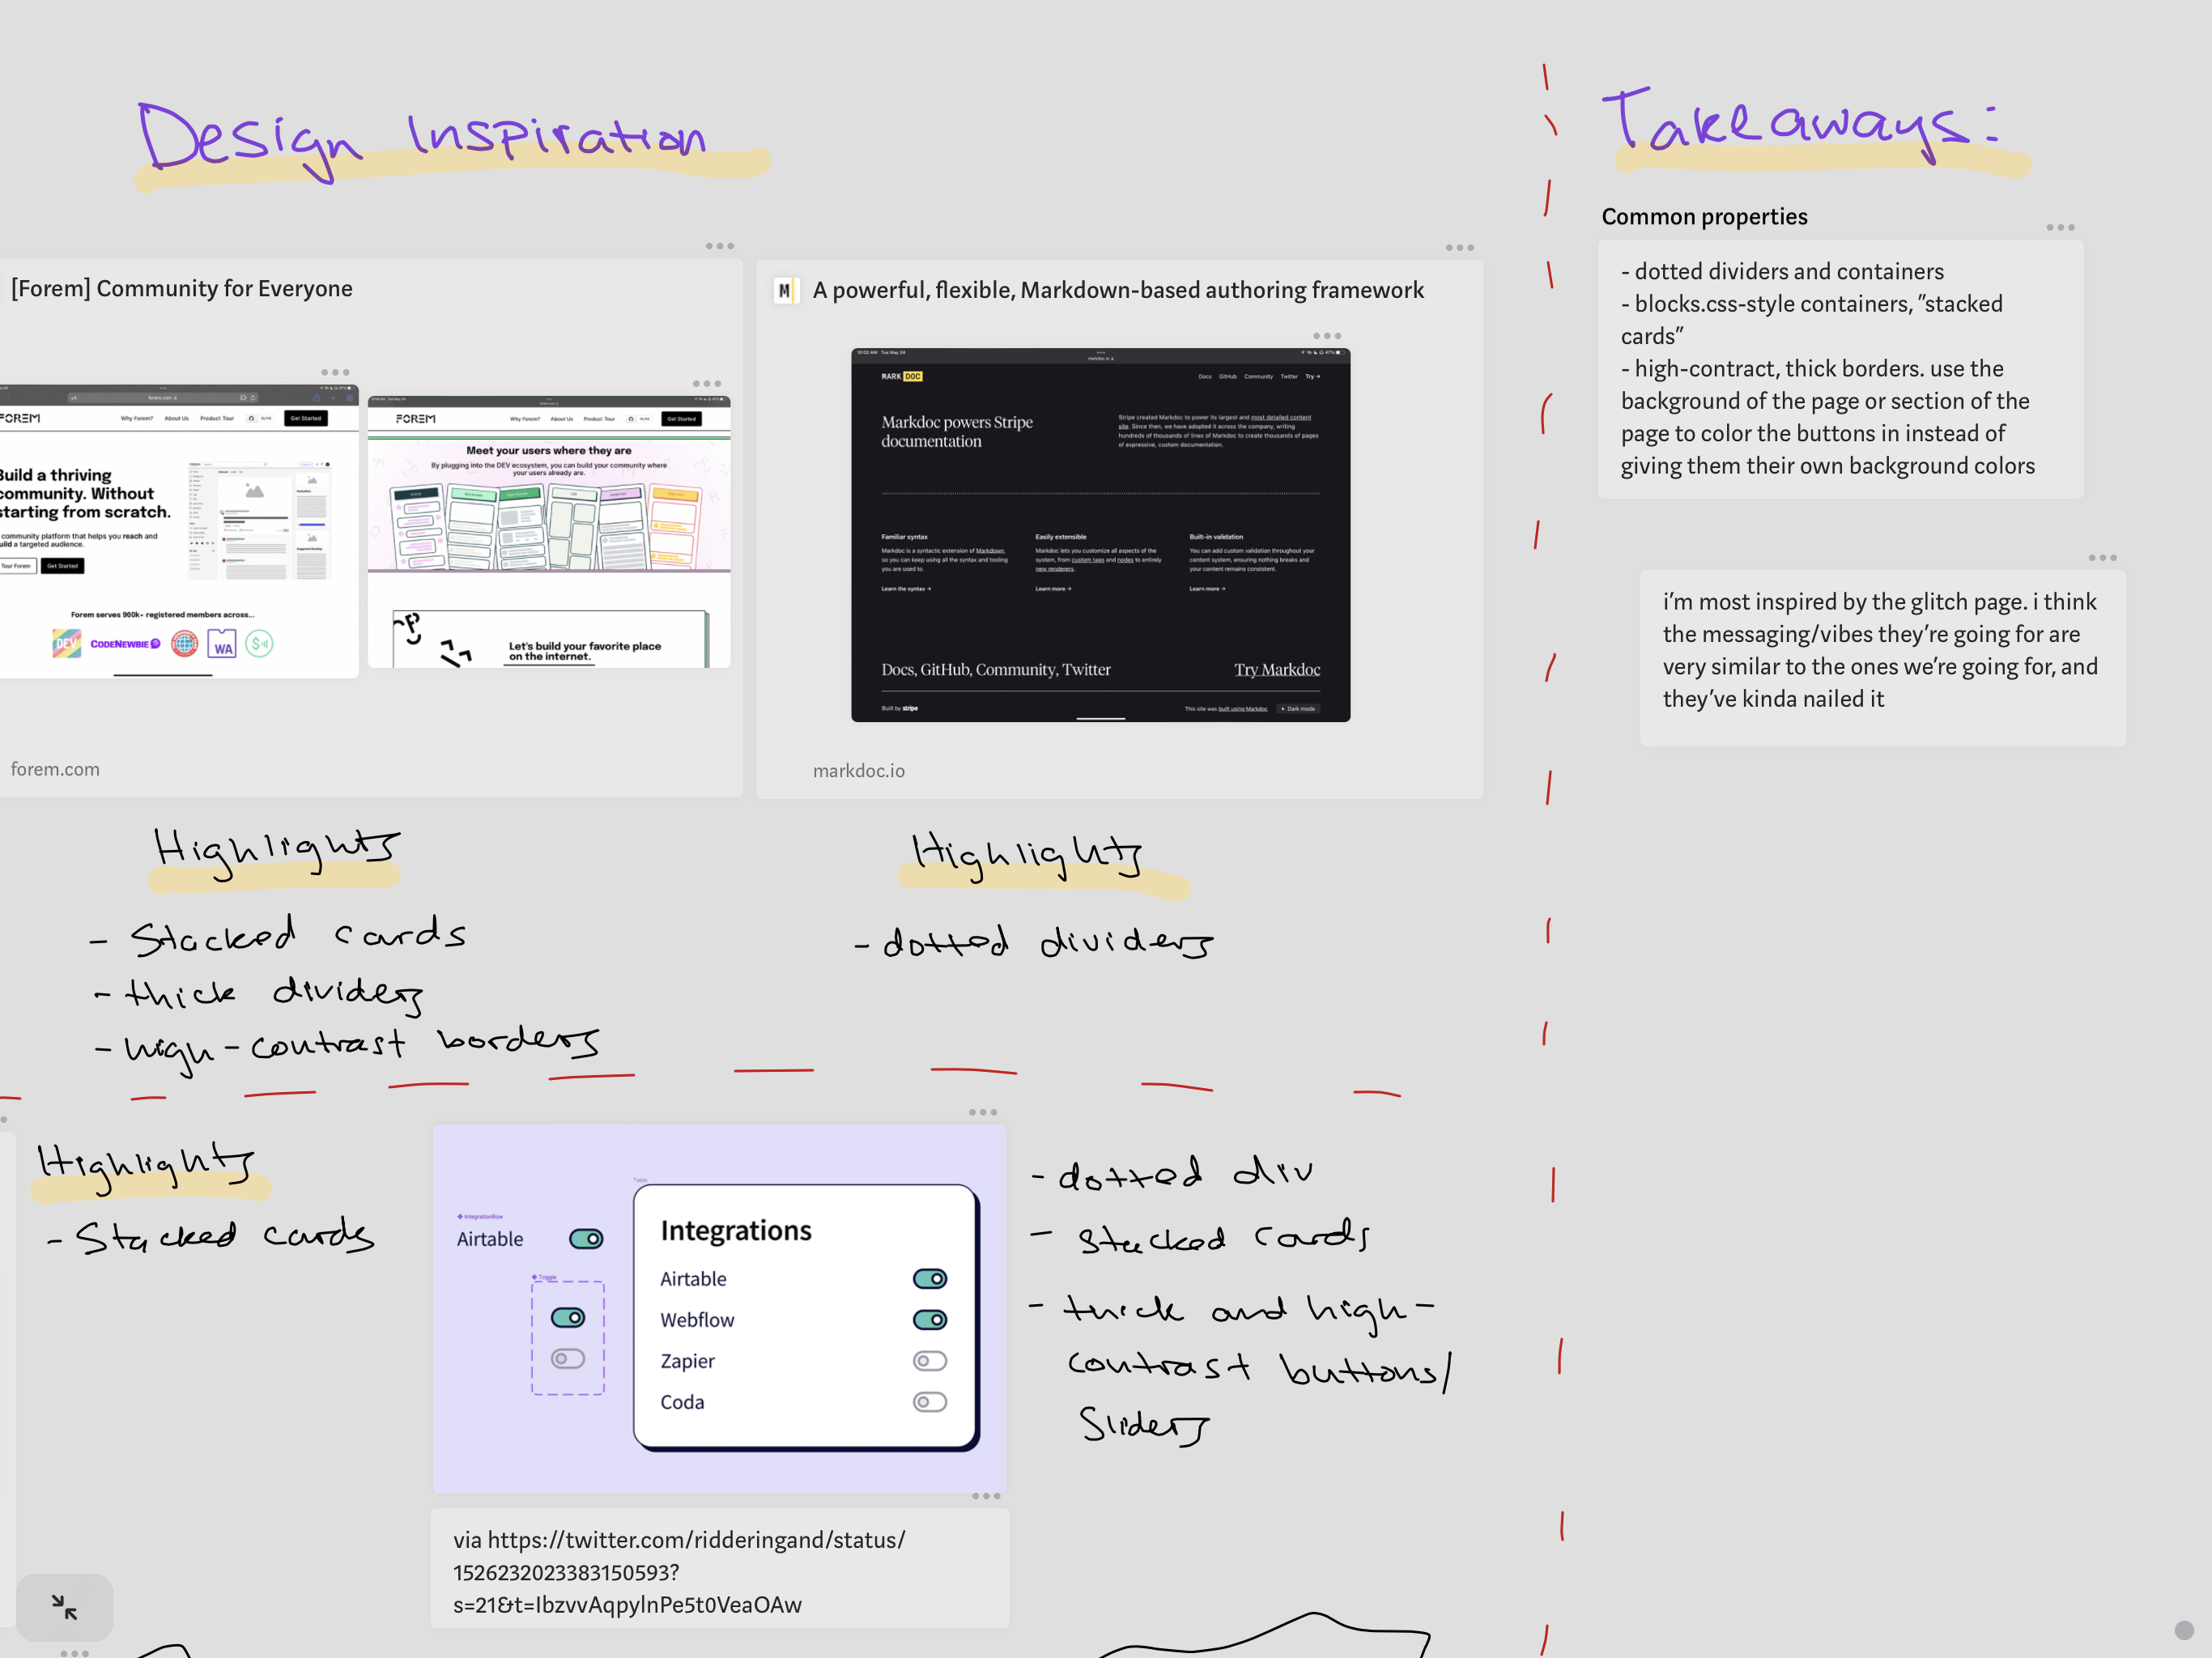 Design Inspiration
Takeaways:
Common properties
- dotted dividers and containers
- blocks.css-style containers, ”stacked
cards”
- high-contract, thick borders. use the
background of the page or section of the
page to color the buttons in instead of
giving them their own background colors
i’m most inspired by the glitch page. i think
the messaging/vibes they’re going for are
very similar to the ones we’re going for, and
they’ve kinda nailed it
[Forem] Community for Everyone
forem.com
FOREM
Why Forem? About Us Product Tour Get Started
Build a thriving
community. Without
starting from scratch.
community platform that helps you reach and
build a targeted audience.
Tour Forem Get Started
Forem serves 900k+ registered members across...
DEV CODENEWBIE WA
FOREM
Why Forem? About Us Product Tour Get Started
Meet your users where they are
By plugging into the DEV ecosystem, you can build your community where
your users already are.
Let’s build your favorite place
on the internet.
forem.com
M A powerful, flexible, Markdown-based authoring framework
10:03 AM Tue May 24
markdoc.io
47%
MARKDOC
Docs GitHub Community Twitter Try →
Markdoc powers Stripe
documentation
Stripe created Markdoc to power its largest and most detailed content
site. Since then, we have adopted it across the company, writing
hundreds of thousands of lines of Markdoc to create thousands of pages
of expressive, custom documentation.
Familiar syntax
Markdoc is a syntactic extension of Markdown,
so you can keep using all the syntax and tooling
you are used to.
Learn the syntax →
Easily extensible
Markdoc lets you customize all aspects of the
system, from custom tags and nodes to entirely
new renderers.
Learn more →
Built-in validation
You can add custom validation throughout your
content system, ensuring nothing breaks and
your content remains consistent.
Learn more →
Docs, GitHub, Community, Twitter
Try Markdoc
Built by stripe
This site was built using Markdoc
Dark mode
markdoc.io
Highlights
- Stacked cards
- thick dividers
- high-contrast borders
Highlights
- dotted dividers
Highlights
- Stacked cards
IntegrationRow
Airtable
Toggle
Table
Integrations
Airtable
Webflow
Zapier
Coda
- dotted div
- stacked cards
- thick and high-
contrast buttons/
Sliders
via https://twitter.com/ridderingand/status/
1526232023383150593?
s=21&t=IbzvvAqpylnPe5t0VeaOAw